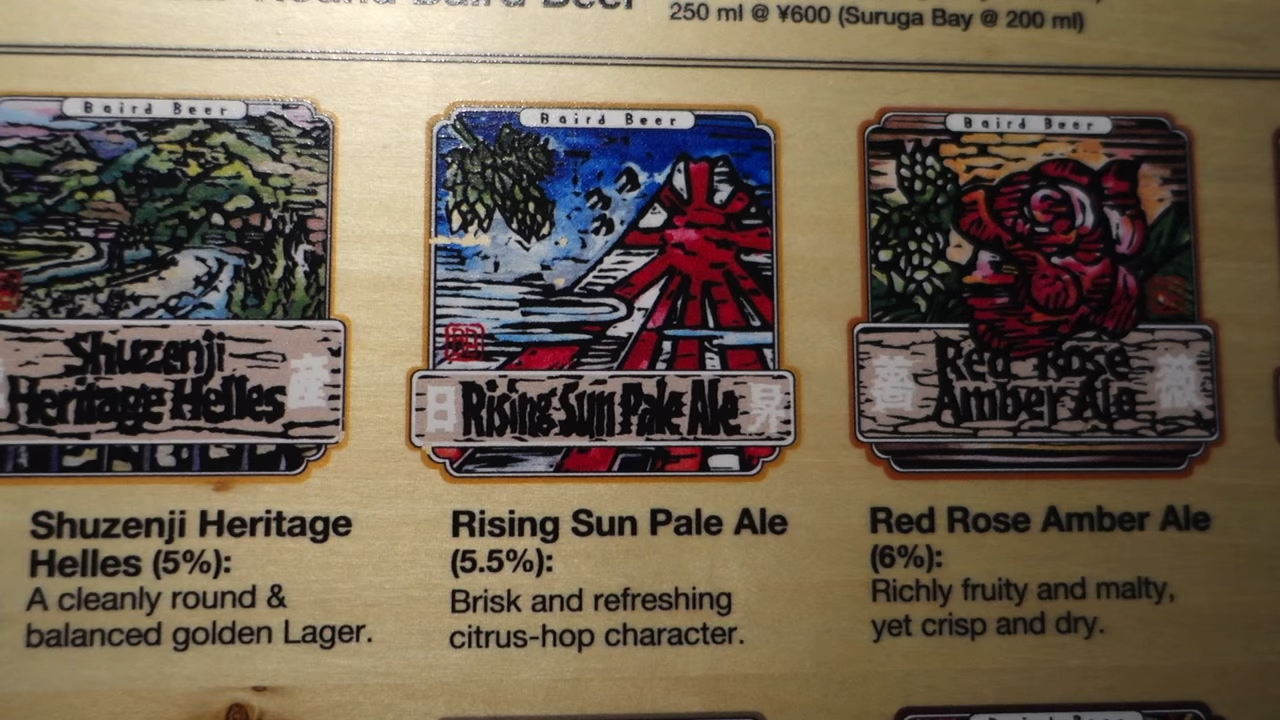 Baird Beer
250 ml @ ¥600 (Suruga Bay @ 200 ml)
Baird Beer
Shuzenji
Heritage Helles
産
Baird Beer
日 Rising Sun Pale Ale 昇
Baird Beer
Red Rose
Amber Ale
薔 薇
Shuzenji Heritage
Helles (5%):
A cleanly round &
balanced golden Lager.
Rising Sun Pale Ale
(5.5%):
Brisk and refreshing
citrus-hop character.
Red Rose Amber Ale
(6%):
Richly fruity and malty,
yet crisp and dry.